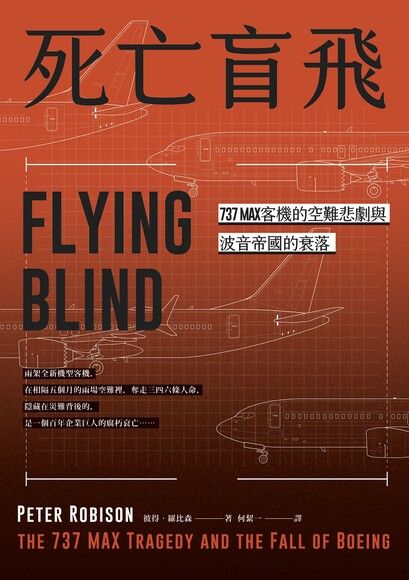 死亡盲飛
FLYING
BLIND
737 MAX客機的空難悲劇與
波音帝國的衰落
兩架全新機型客機，
在相隔五個月的兩場空難裡，奪走三四六條人命，
隱藏在災難背後的，
是一個百年企業巨人的腐朽衰亡⋯⋯
PETER ROBISON 彼得・羅比森——著 何絜一——譯
THE 737 MAX TRAGEDY AND THE FALL OF BOEING